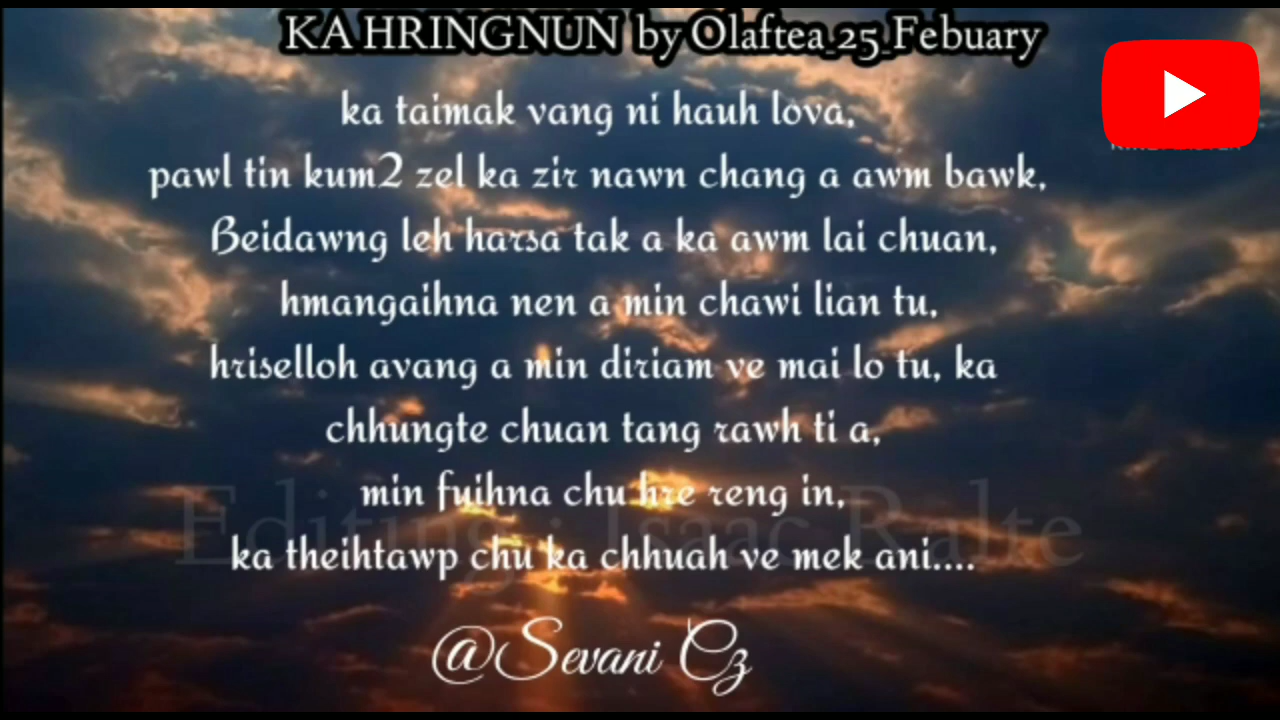 KA HRINGNUN by Olaftea_25_Febuary
ka taimak vang ni hauh lova,
pawl tin kum2 zel ka zir nawn chang a awm bawk,
Beidawng leh harsa tak a ka awm lai chuan,
hmangaihna nen a min chawi lian tu,
hriselloh avang a min diriam ve mai lo tu, ka
chhungte chuan tang rawh ti a,
min fuihna chu hre reng in,
Editing : Isaac Ralte
ka theihtawp chu ka chhuah ve mek ani....
@Sevani Cz